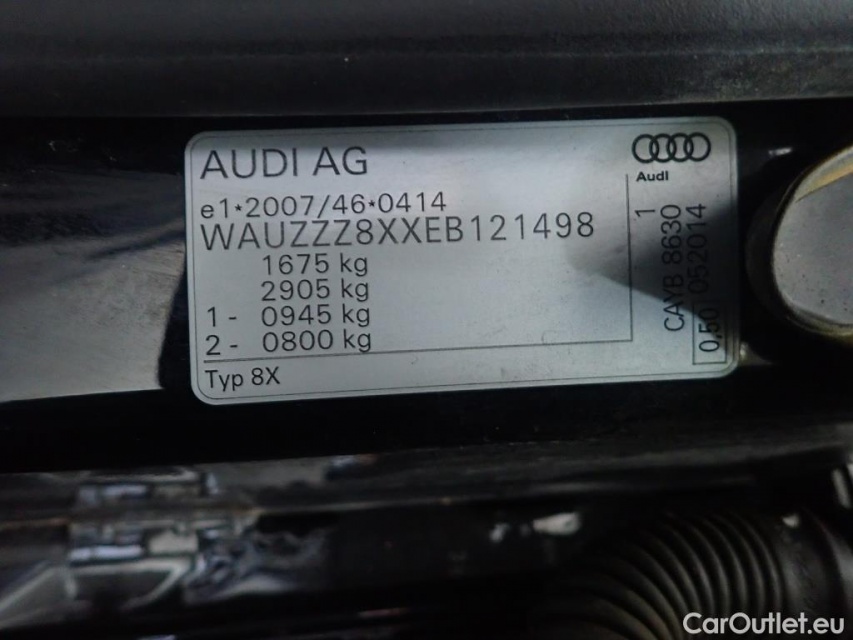 AUDI AG
Audi
e1*2007/46*0414
WAUZZZ8XXEB121498
1675 kg
2905 kg
1 - 0945 kg
2 - 0800 kg
Typ 8X
1
CAYB 8630
0,50 1052014
CarOutlet.eu